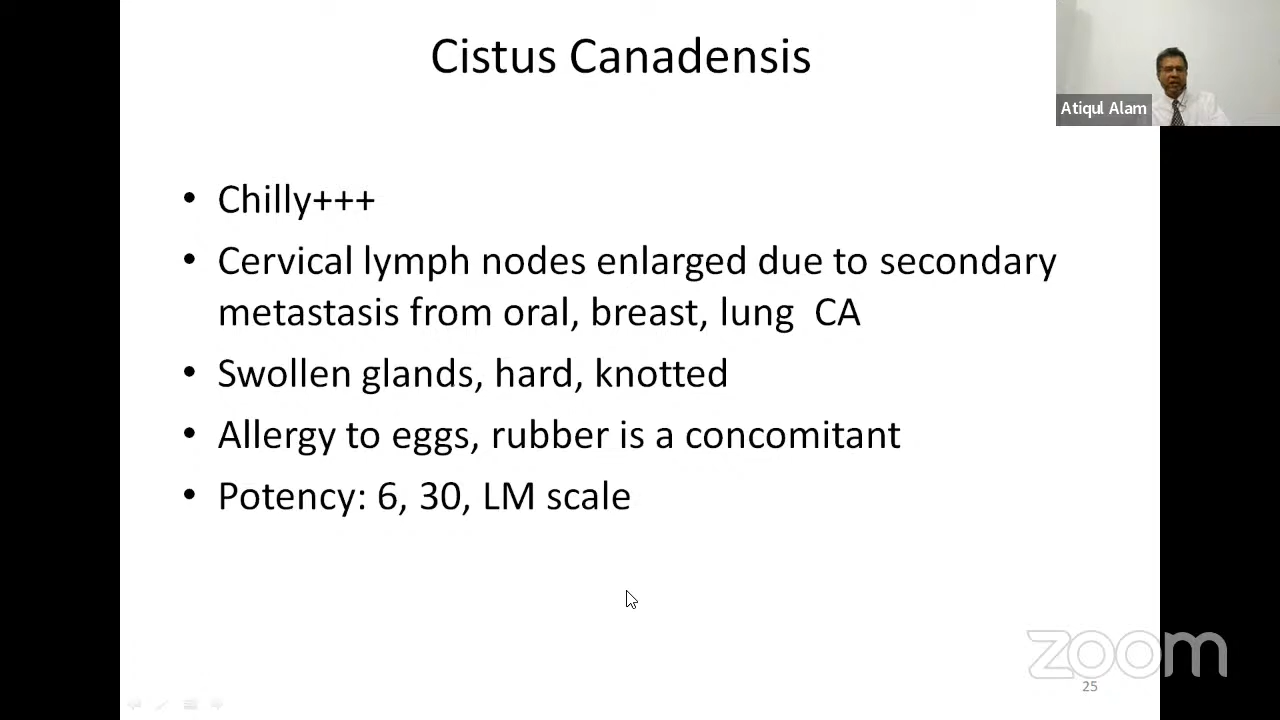 Cistus Canadensis
Atiqul Alam
• Chilly+++
• Cervical lymph nodes enlarged due to secondary
metastasis from oral, breast, lung  CA
• Swollen glands, hard, knotted
• Allergy to eggs, rubber is a concomitant
• Potency: 6, 30, LM scale
zoom
25